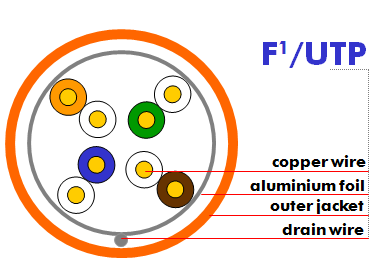 F¹/UTP
copper wire
aluminium foil
outer jacket
drain wire